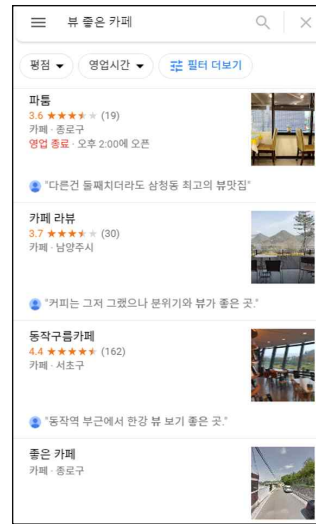 뷰 좋은 카페
평점
영업시간
필터 더보기
파툼
3.6 (19)
카페 · 종로구
영업 종료 · 오후 2:00에 오픈
"다른건 둘째치더라도 삼청동 최고의 뷰맛집"
카페 라뷰
3.7 (30)
카페 · 남양주시
"커피는 그저 그랬으나 분위기와 뷰가 좋은 곳."
동작구름카페
4.4 (162)
카페 · 서초구
"동작역 부근에서 한강 뷰 보기 좋은 곳."
좋은 카페
카페 · 종로구